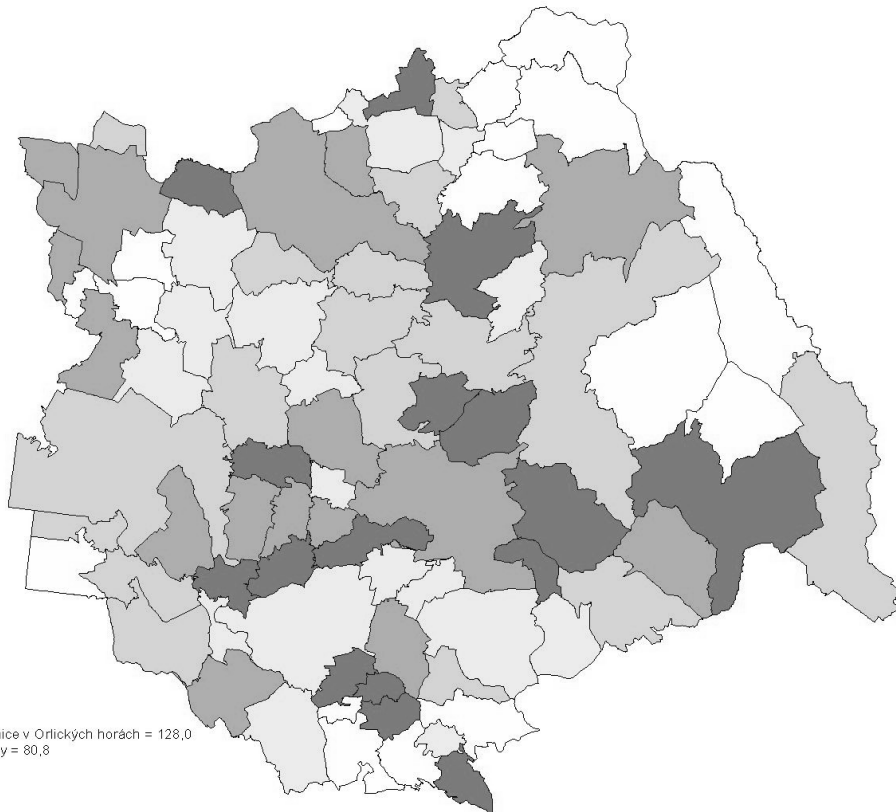 ice v Orlických horách = 128,0
y = 80,8